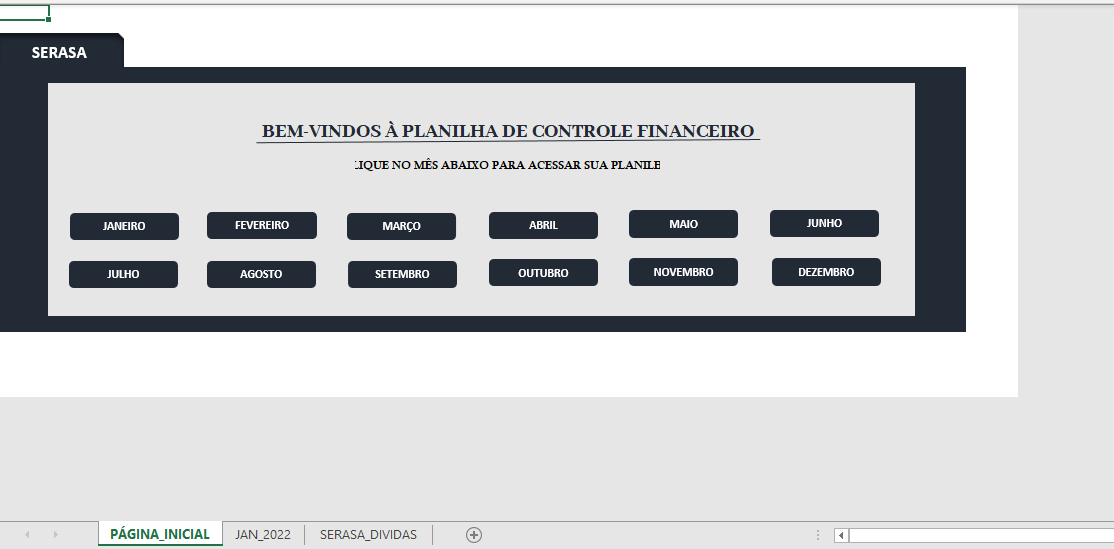 SERASA
BEM-VINDOS À PLANILHA DE CONTROLE FINANCEIRO
LIQUE NO MÊS ABAIXO PARA ACESSAR SUA
JANEIRO FEVEREIRO MARÇO ABRIL MAIO JUNHO
JULHO AGOSTO SETEMBRO OUTUBRO NOVEMBRO DEZEMBRO
PÁGINA_INICIAL JAN_2022 SERASA_DIVIDAS